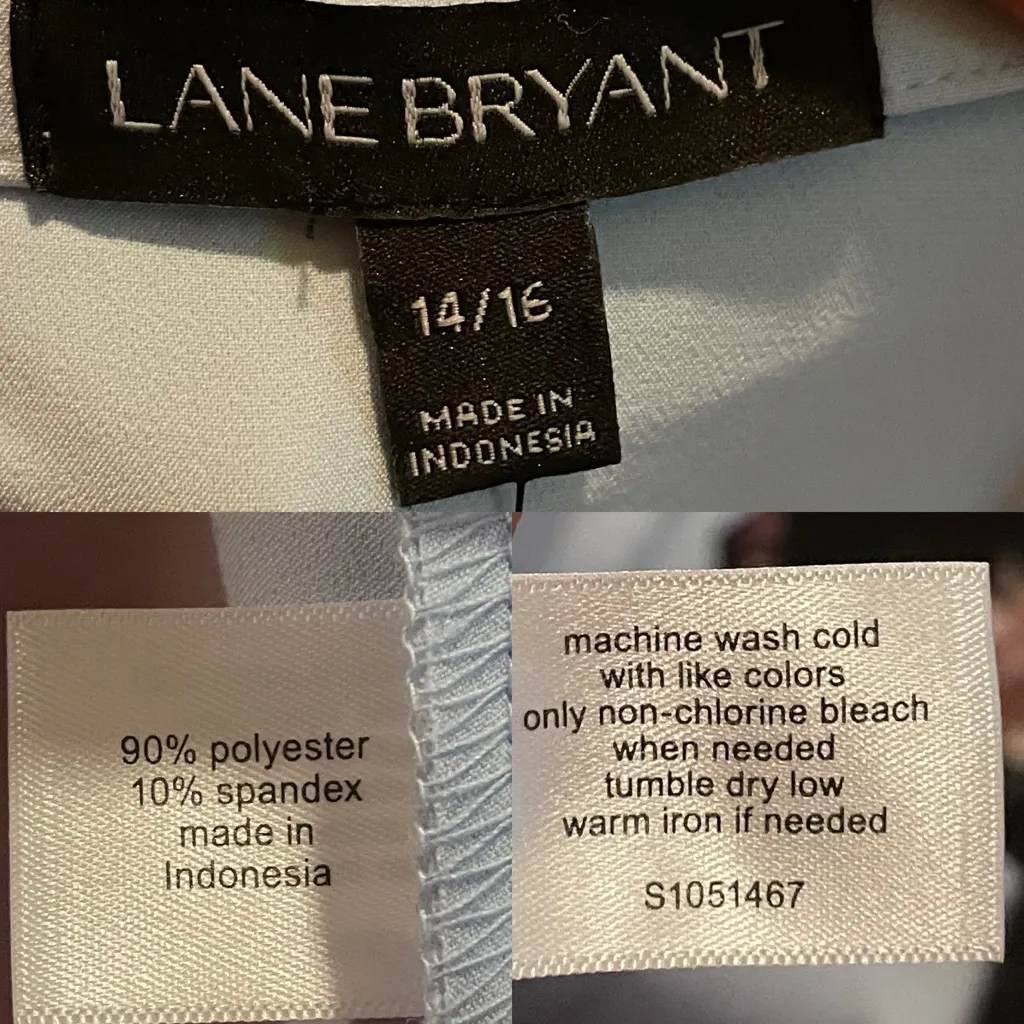 LANE BRYANT
14/16
MADE IN
INDONESIA
90% polyester
10% spandex
made in
Indonesia
machine wash cold
with like colors
only non-chlorine bleach
when needed
tumble dry low
warm iron if needed
S1051467